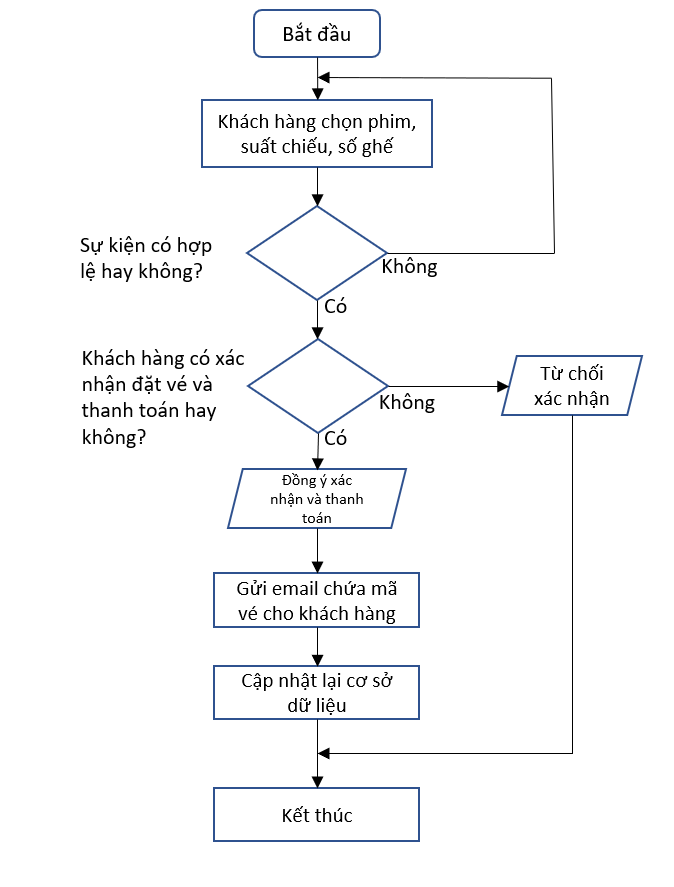 Bắt đầu
Khách hàng chọn phim,
suất chiếu, số ghế
Sự kiện có hợp
lệ hay không?
Không
Có
Khách hàng có xác
nhận đặt vé và
thanh toán hay
không?
Không
Từ chối
xác nhận
Có
Đồng ý xác
nhận và thanh
toán
Gửi email chứa mã
vé cho khách hàng
Cập nhật lại cơ sở
dữ liệu
Kết thúc